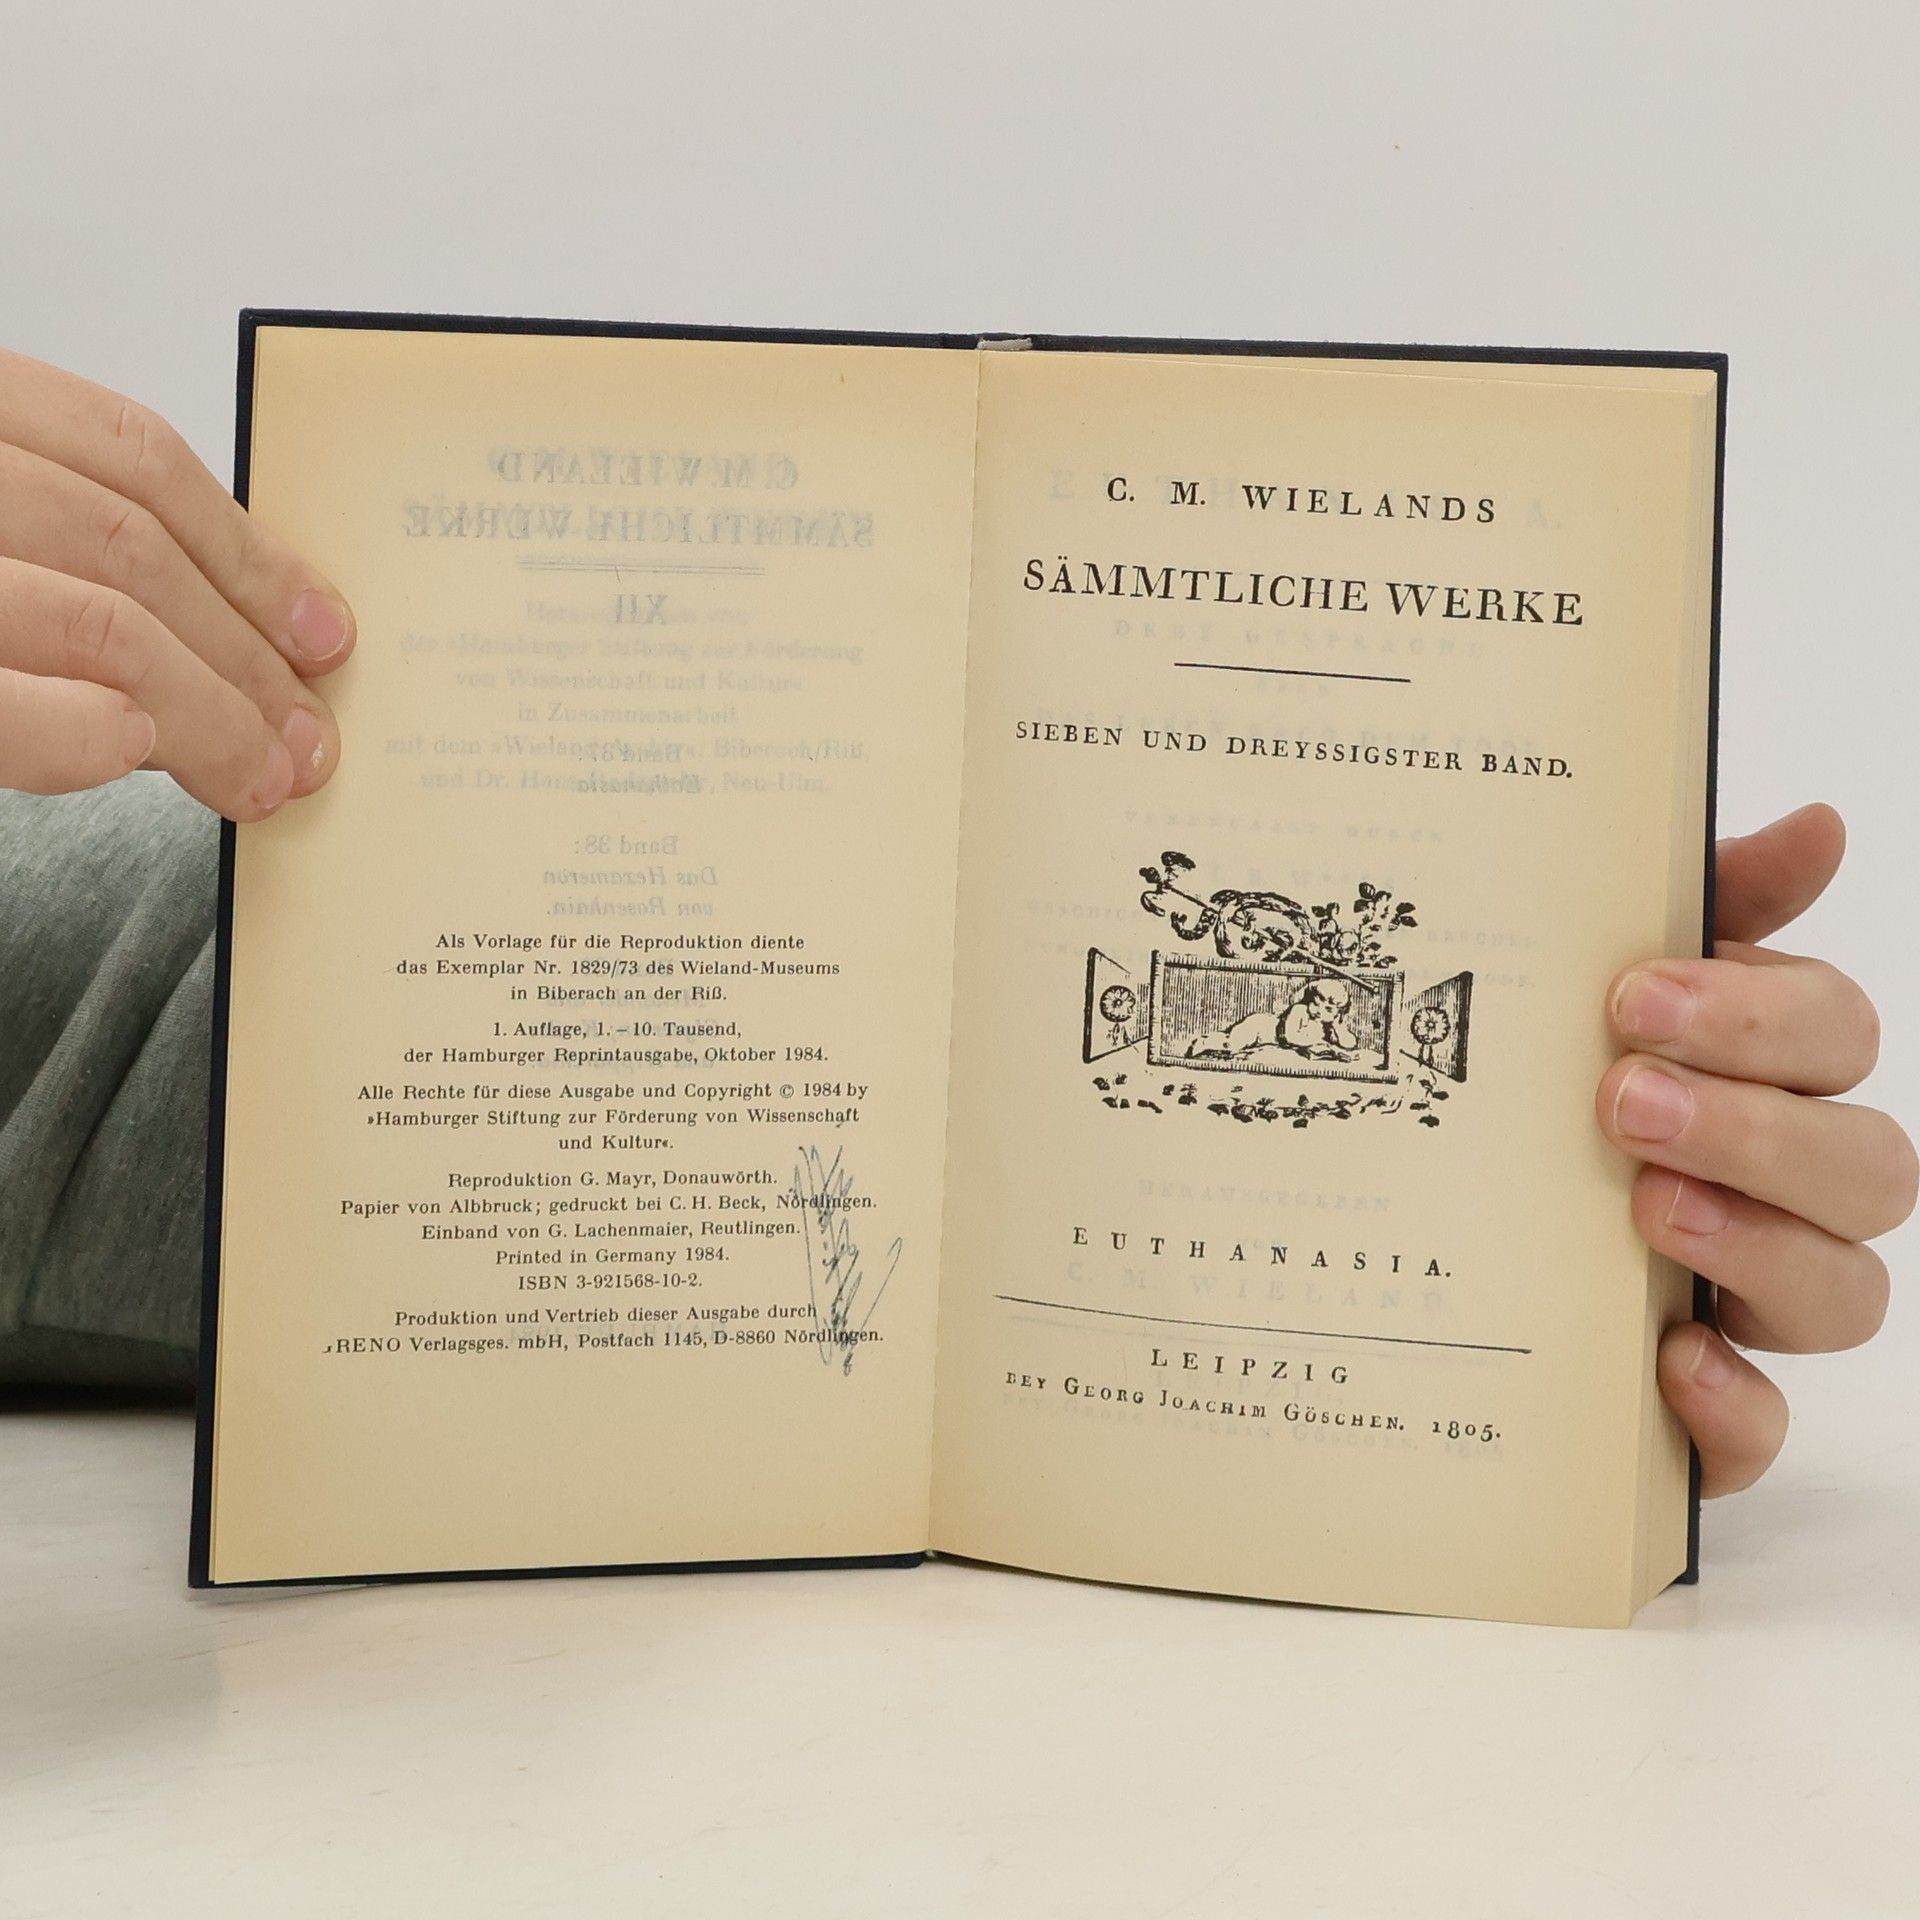 Als Vorlage für die Reproduktion diente
das Exemplar Nr. 1829/73 des Wieland-Museums
in Biberach an der Riß.
1. Auflage, 1. – 10. Tausend,
der Hamburger Reprintausgabe, Oktober 1984.
Alle Rechte für diese Ausgabe und Copyright © 1984 by
»Hamburger Stiftung zur Förderung von Wissenschaft
und Kultur«.
Reproduktion G. Mayr, Donauwörth.
Papier von Albbruck; gedruckt bei C. H. Beck, Nördlingen.
Einband von G. Lachenmaier, Reutlingen.
Printed in Germany 1984.
ISBN 3-921568-10-2.
Produktion und Vertrieb dieser Ausgabe durch
GRENO Verlagsges. mbH, Postfach 1145, D-8860 Nördlingen.
C. M. WIELANDS
SÄMMTLICHE WERKE
SIEBEN UND DREYSSIGSTER BAND.
EUTHANASIA.
LEIPZIG
BEY GEORG JOACHIM GÖSCHEN. 1805.